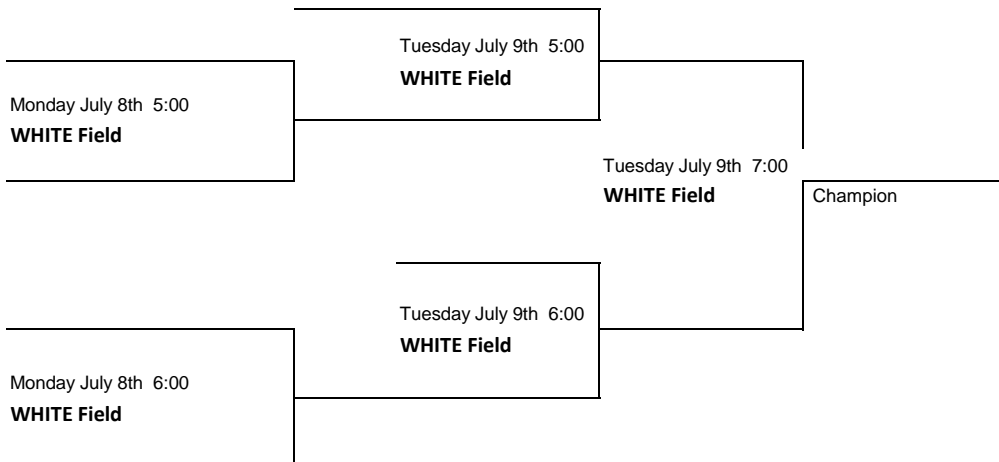 Tuesday July 9th 5:00
WHITE Field
Monday July 8th 5:00
WHITE Field
Tuesday July 9th 7:00
WHITE Field
Champion
Tuesday July 9th 6:00
WHITE Field
Monday July 8th 6:00
WHITE Field